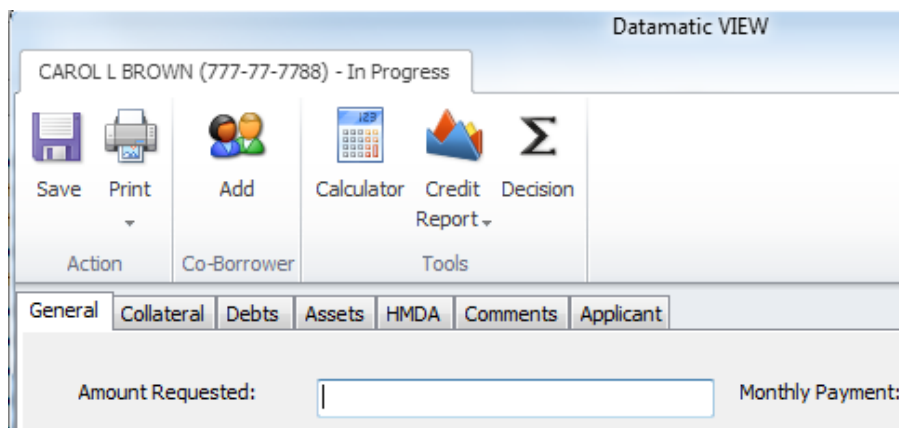 Datamatic VIEW
CAROL L BROWN (777-77-7788) - In Progress
123
Save Print Add Calculator Credit Report Decision
Action Co-Borrower Tools
General Collateral Debts Assets HMDA Comments Applicant
Amount Requested: Monthly Payment: